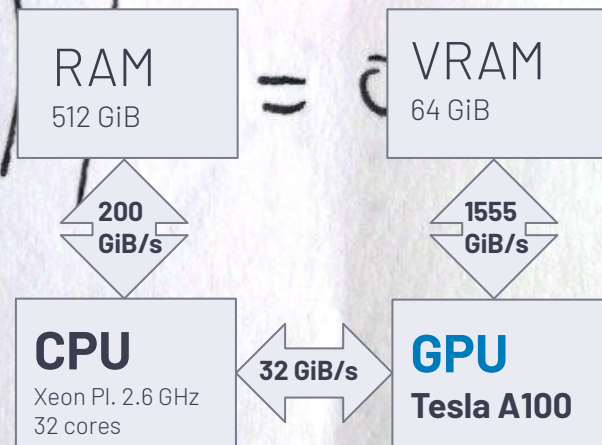 RAM
512 GiB
=
VRAM
64 GiB
200
GiB/s
1555
GiB/s
CPU
Xeon Pl. 2.6 GHz
32 cores
32 GiB/s
GPU
Tesla A100